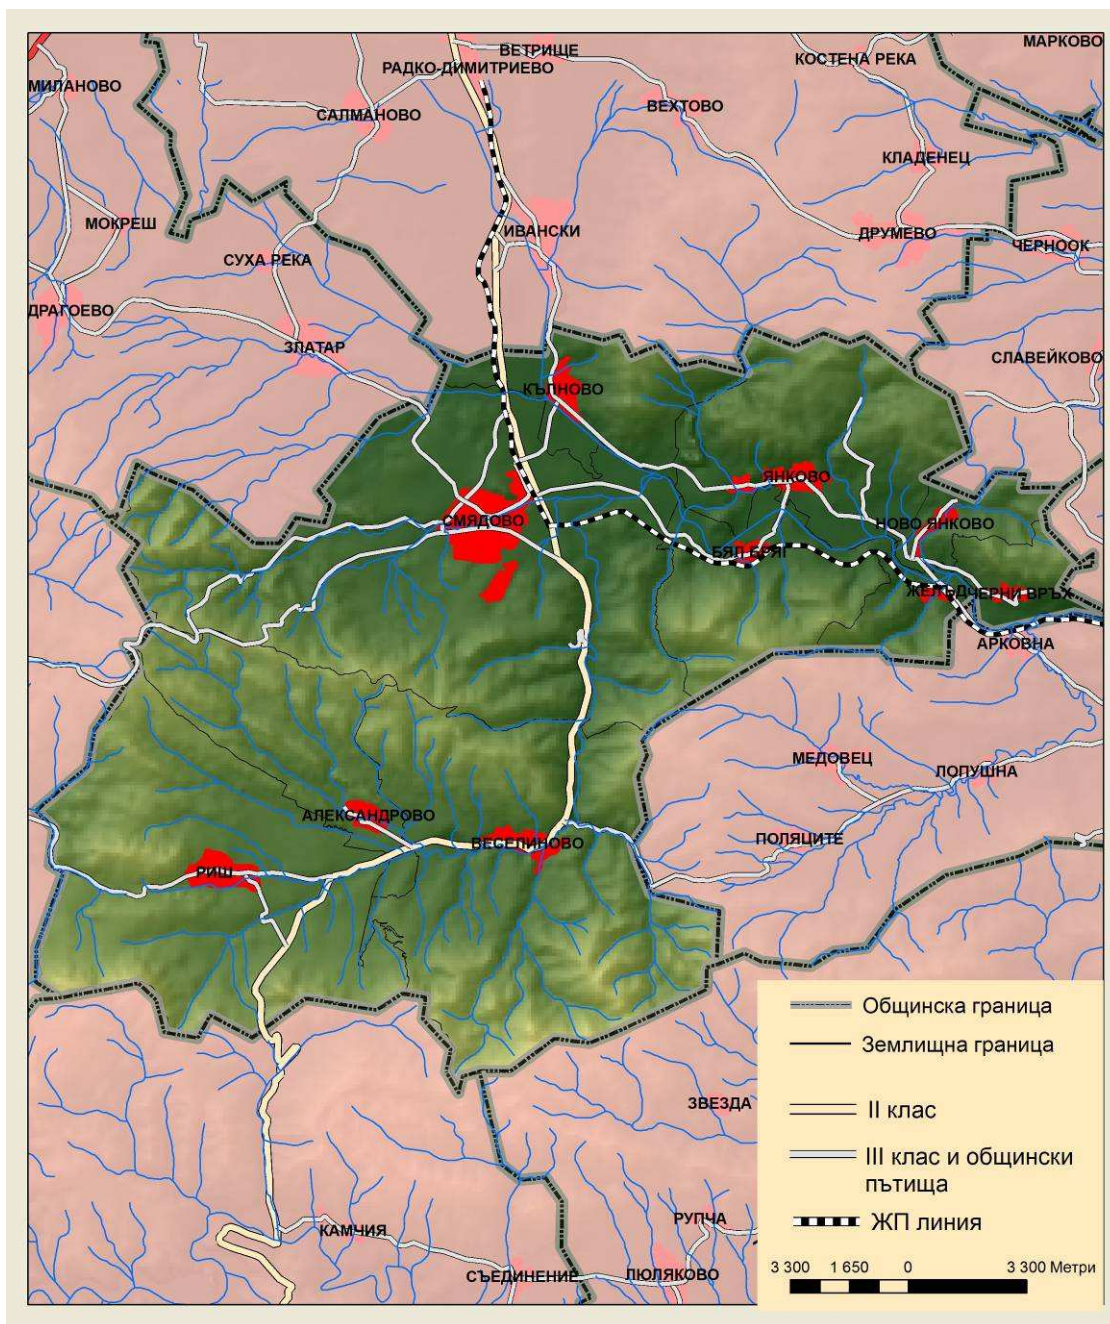 МАРКОВО
ВЕТРИЩЕ
КОСТЕНА РЕКА
РАДКО-ДИМИТРИЕВО
МИЛАНОВО
ВЕХТОВО
САЛМАНОВО
КЛАДЕНЕЦ
МОКРЕШ
ИВАНСКИ
ДРУМЕВО
ЧЕРНООК
СУХА РЕКА
ДРАГОЕВО
ЗЛАТАР
СЛАВЕЙКОВО
КЪЛНОВО
ЯНКОВО
СМЯДОВО
НОВО ЯНКОВО
БЯЛ БРЯГ
ЖЕЛЪД
ЧЕРНИ ВРЪХ
АРКОВНА
МЕДОВЕЦ
ЛОПУШНА
АЛЕКСАНДРОВО
ВЕСЕЛИНОВО
ПОЛЯЦИТЕ
РИШ
Общинска граница
Землищна граница
ЗВЕЗДА
II клас
III клас и общински
пътища
РУПЧА
ЖП линия
КАМЧИЯ
СЪЕДИНЕНИЕ
ЛЮЛЯКОВО
3 300 1 650 0 3 300 Метри